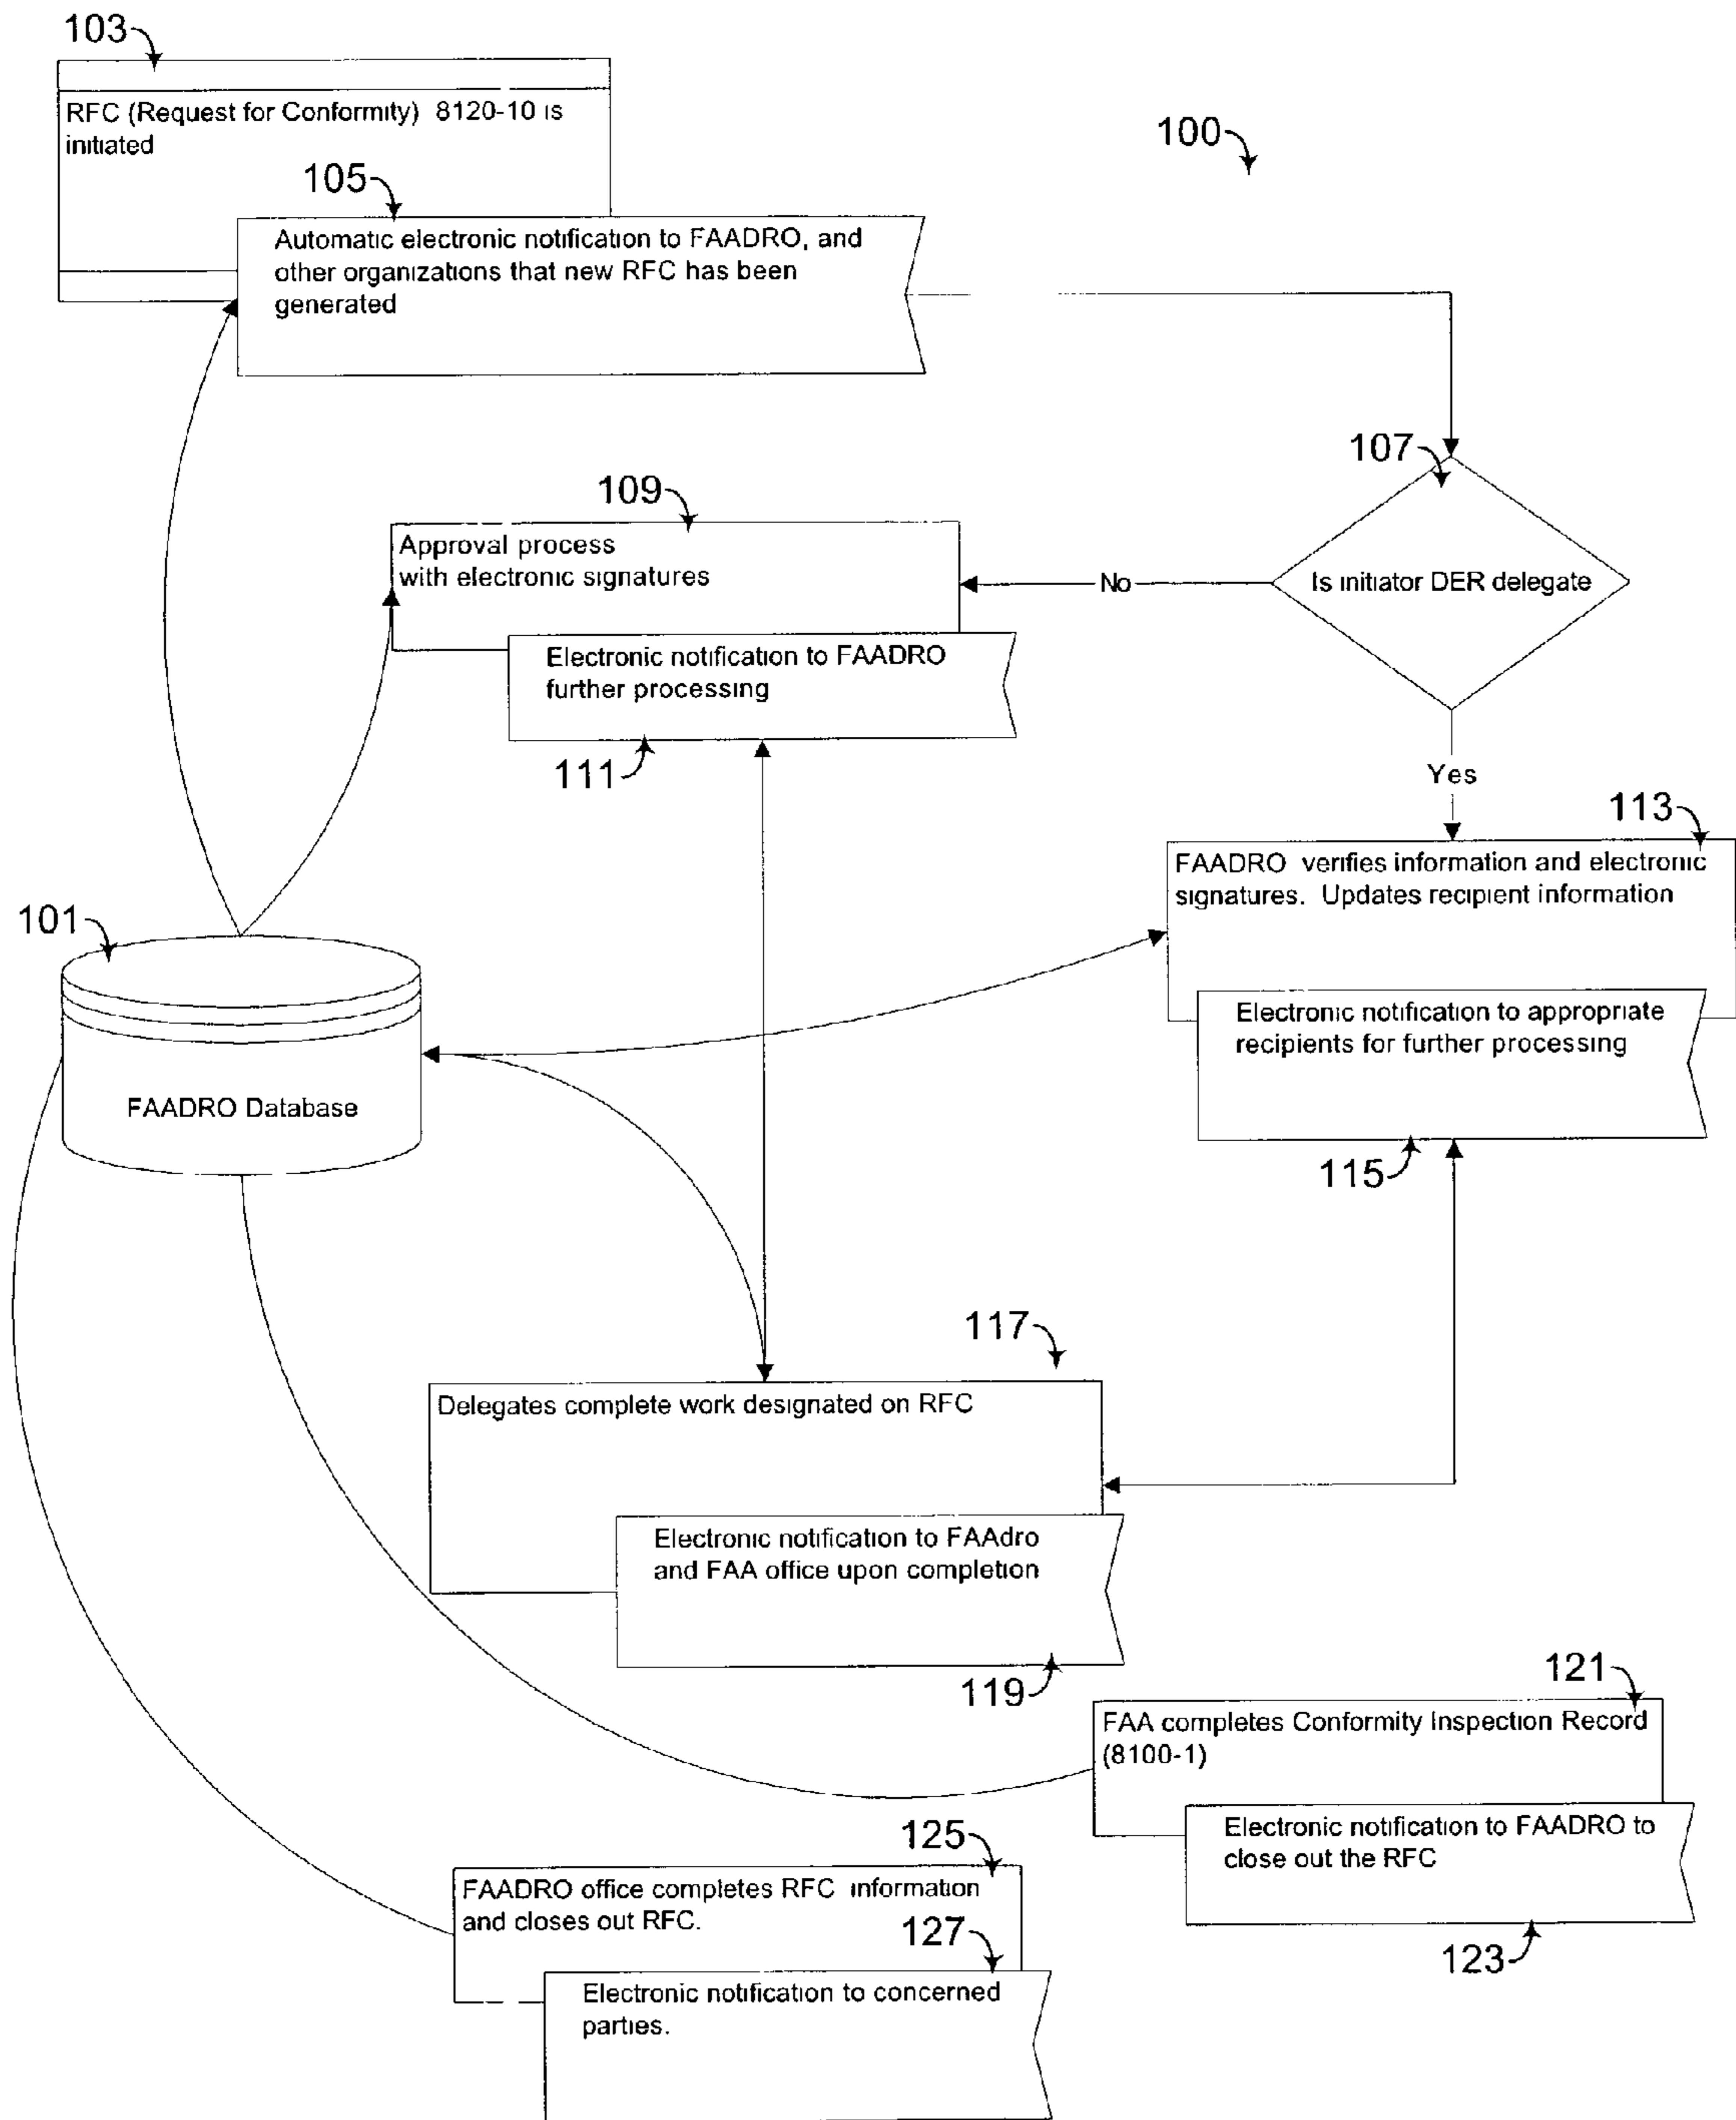 103
RFC (Request for Conformity) 8120-10 is
initiated
100
105
Automatic electronic notification to FAADRO, and
other organizations that new RFC has been
generated
107
Is initiator DER delegate
No
Yes
109
Approval process
with electronic signatures
Electronic notification to FAADRO
further processing
111
113
FAADRO verifies information and electronic
signatures. Updates recipient information
Electronic notification to appropriate
recipients for further processing
115
101
FAADRO Database
117
Delegates complete work designated on RFC
Electronic notification to FAAdro
and FAA office upon completion
119
121
FAA completes Conformity Inspection Record
(8100-1)
Electronic notification to FAADRO to
close out the RFC
123
125
FAADRO office completes RFC information
and closes out RFC.
127
Electronic notification to concerned
parties.